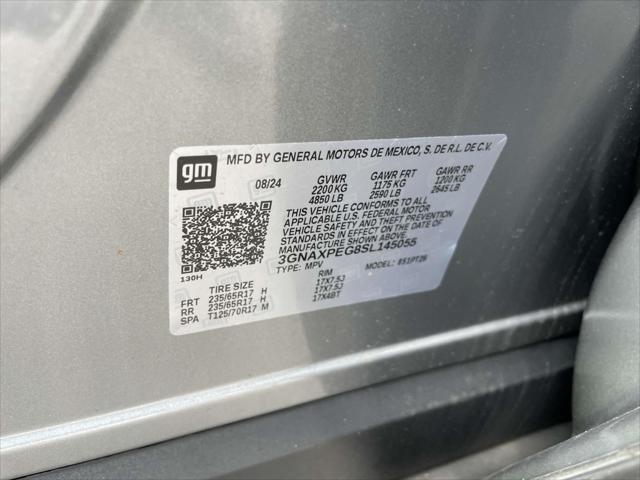 gm MFD BY GENERAL MOTORS DE MEXICO, S. DE R.L. DE C.V.
08/24 GVWR GAWR FRT GAWR RR
2200 KG 1175 KG 1200 KG
4850 LB 2590 LB 2645 LB
THIS VEHICLE CONFORMS TO ALL
APPLICABLE U.S. FEDERAL MOTOR
VEHICLE SAFETY AND THEFT PREVENTION
STANDARDS IN EFFECT ON THE DATE OF
MANUFACTURE SHOWN ABOVE.
3GNAXPEG8SL145055
TYPE: MPV MODEL: 8S1PT26
130H
TIRE SIZE RIM
FRT 235/65R17 H 17X7.5J
RR 235/65R17 H 17X7.5J
SPA T125/70R17 M 17X4BT